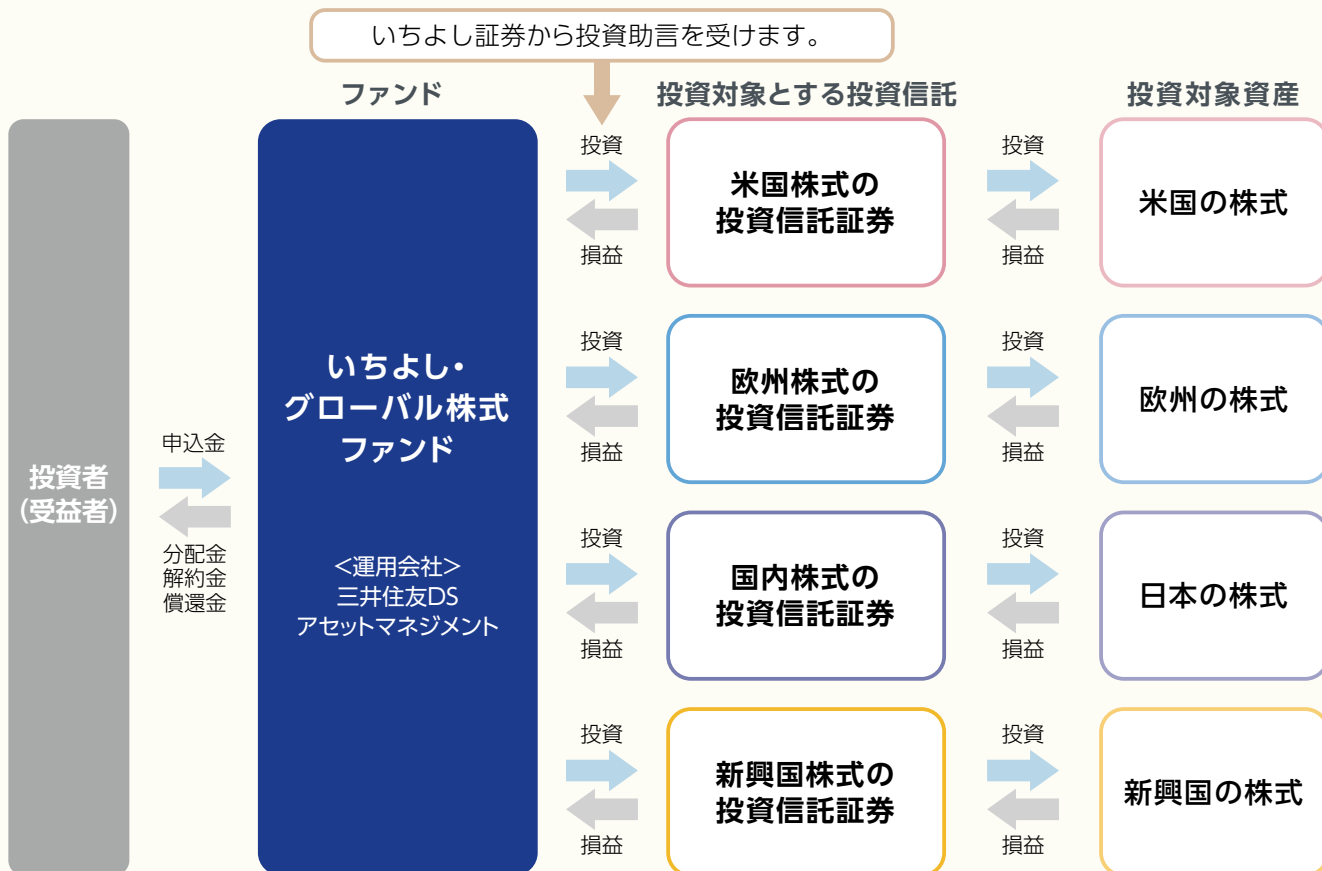 いちよし証券から投資助言を受けます。
ファンド
投資対象とする投資信託
投資対象資産
投資者
(受益者)
申込金
分配金
解約金
償還金
いちよし・
グローバル株式
ファンド
<運用会社>
三井住友DS
アセットマネジメント
投資
損益
米国株式の
投資信託証券
投資
損益
米国の株式
投資
損益
欧州株式の
投資信託証券
投資
損益
欧州の株式
投資
損益
国内株式の
投資信託証券
投資
損益
日本の株式
投資
損益
新興国株式の
投資信託証券
投資
損益
新興国の株式